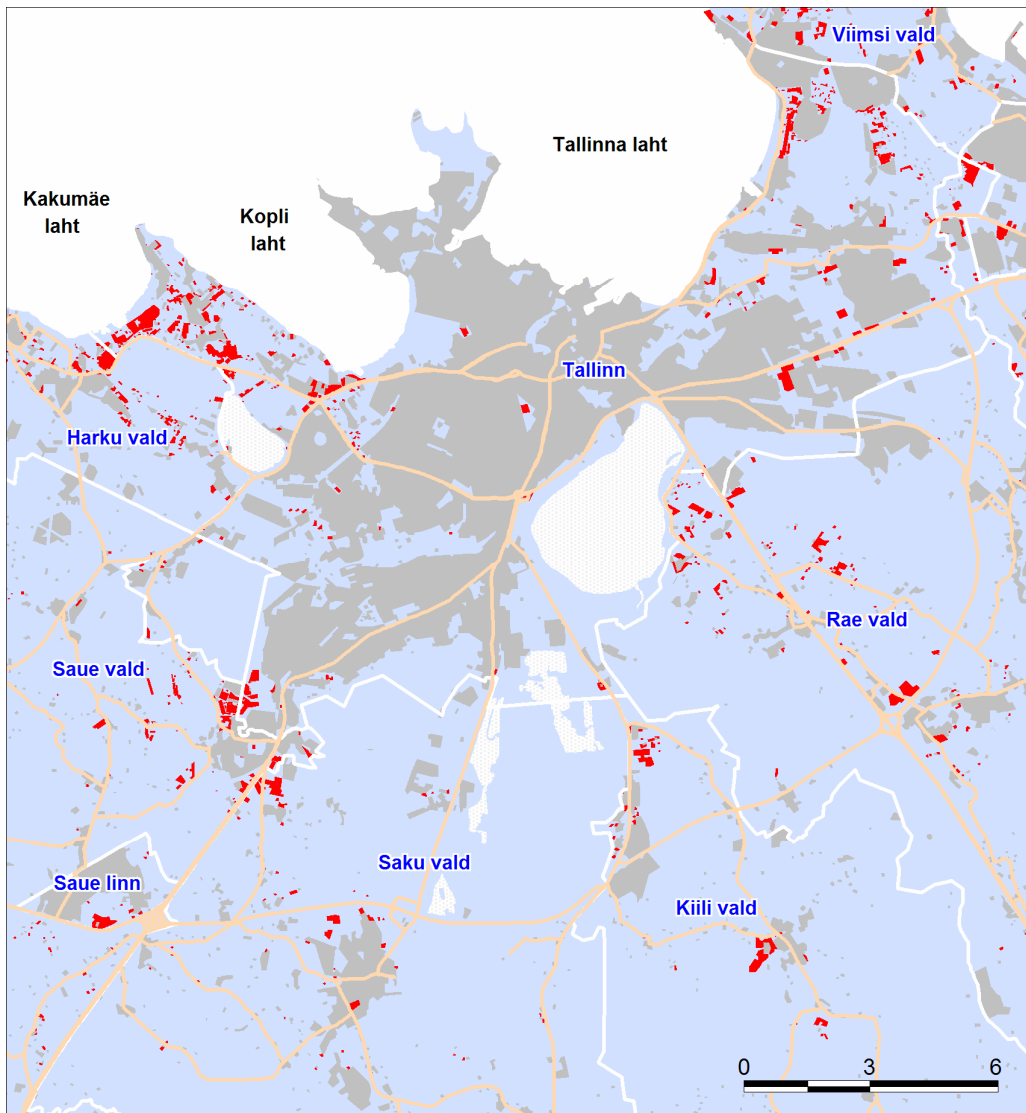 Viimsi vald
Tallinna laht
Kakumäe
laht
Kopli
laht
Tallinn
Harku vald
Rae vald
Saue vald
Saku vald
Saue linn
Kiili vald
0 3 6